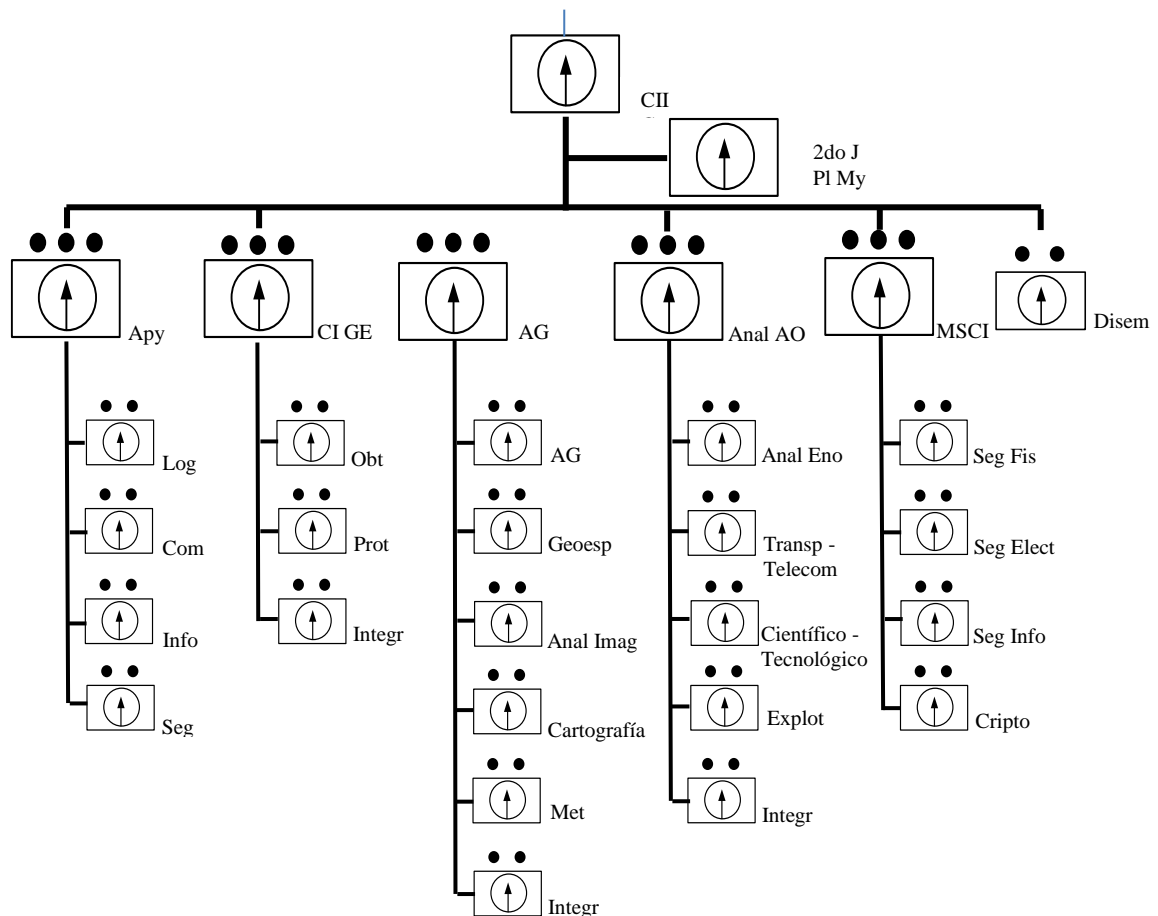 CII
2do J
Pl My
Apy
CI GE
AG
Anal AO
MSCI
Disem
Log
Com
Info
Seg
Obt
Prot
Integr
AG
Geoesp
Anal Imag
Cartografía
Met
Integr
Anal Eno
Transp -
Telecom
Científico -
Tecnológico
Explot
Integr
Seg Fis
Seg Elect
Seg Info
Cripto